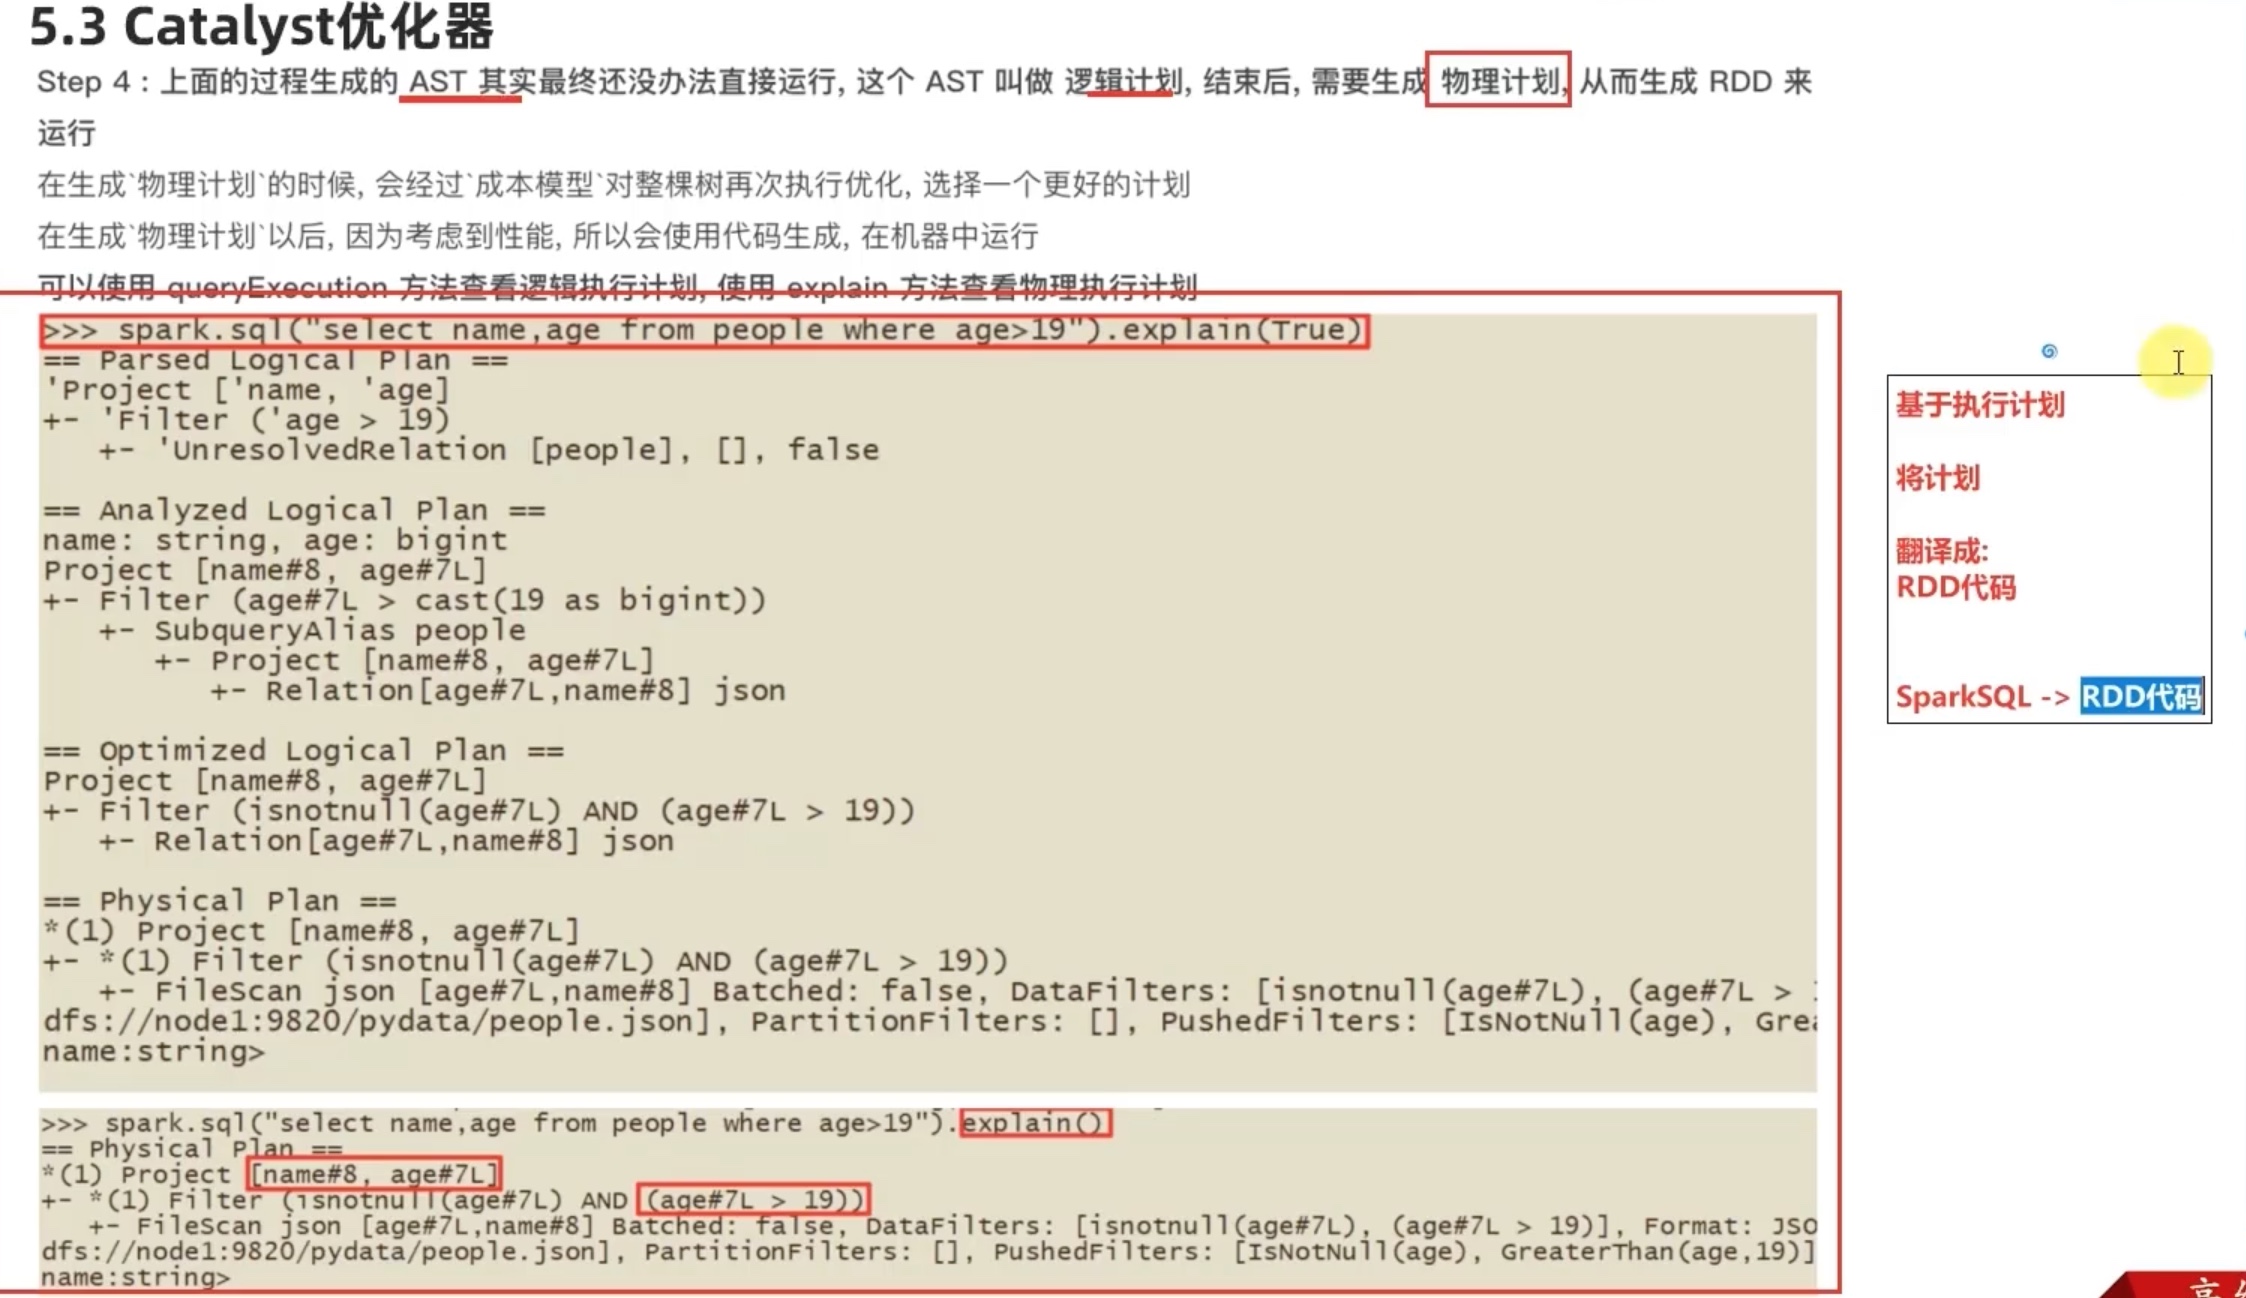 5.3 Catalyst优化器
Step 4 : 上面的过程生成的 AST 其实最终还没办法直接运行, 这个 AST 叫做 逻辑计划, 结束后, 需要生成 物理计划, 从而生成 RDD 来
运行
在生成`物理计划`的时候, 会经过`成本模型`对整棵树再次执行优化, 选择一个更好的计划
在生成`物理计划`以后, 因为考虑到性能, 所以会使用代码生成, 在机器中运行
可以使用 queryExecution 方法查看逻辑执行计划, 使用 explain 方法查看物理执行计划
>>> spark.sql("select name,age from people where age>19").explain(True)
== Parsed Logical Plan ==
'Project ['name, 'age]
+- 'Filter ('age > 19)
   +- 'UnresolvedRelation [people], [], false
== Analyzed Logical Plan ==
name: string, age: bigint
Project [name#8, age#7L]
+- Filter (age#7L > cast(19 as bigint))
   +- SubqueryAlias people
      +- Project [name#8, age#7L]
         +- Relation[age#7L,name#8] json
== Optimized Logical Plan ==
Project [name#8, age#7L]
+- Filter (isnotnull(age#7L) AND (age#7L > 19))
   +- Relation[age#7L,name#8] json
== Physical Plan ==
*(1) Project [name#8, age#7L]
+- *(1) Filter (isnotnull(age#7L) AND (age#7L > 19))
   +- FileScan json [age#7L,name#8] Batched: false, DataFilters: [isnotnull(age#7L), (age#7L >
dfs://node1:9820/pydata/people.json], PartitionFilters: [], PushedFilters: [IsNotNull(age), Grea
name:string>
>>> spark.sql("select name,age from people where age>19").explain()
== Physical Plan ==
*(1) Project [name#8, age#7L]
+- *(1) Filter (isnotnull(age#7L) AND (age#7L > 19))
   +- FileScan json [age#7L,name#8] Batched: false, DataFilters: [isnotnull(age#7L), (age#7L > 19)], Format: JSO
dfs://node1:9820/pydata/people.json], PartitionFilters: [], PushedFilters: [IsNotNull(age), GreaterThan(age,19)]
name:string>
基于执行计划
将计划
翻译成:
RDD代码
SparkSQL -> RDD代码